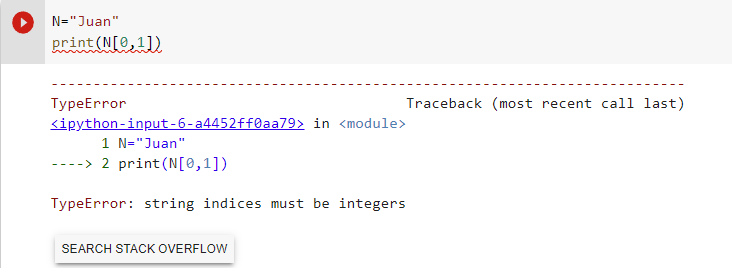 N="Juan"
print(N[0,1])
---------------------------------------------------------------------------
TypeError                                 Traceback (most recent call last)
<ipython-input-6-a4452ff0aa79> in <module>
      1 N="Juan"
----> 2 print(N[0,1])
TypeError: string indices must be integers
SEARCH STACK OVERFLOW